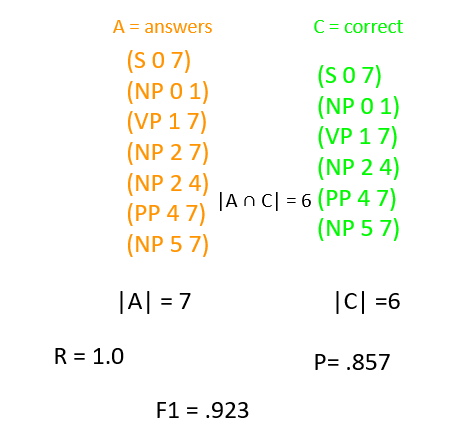 A = answers
(S 0 7)
(NP 0 1)
(VP 1 7)
(NP 2 7)
(NP 2 4)
(PP 4 7)
(NP 5 7)
|A ∩ C| = 6
C = correct
(S 0 7)
(NP 0 1)
(VP 1 7)
(NP 2 4)
(PP 4 7)
(NP 5 7)
|A| = 7
|C| =6
R = 1.0
P= .857
F1 = .923